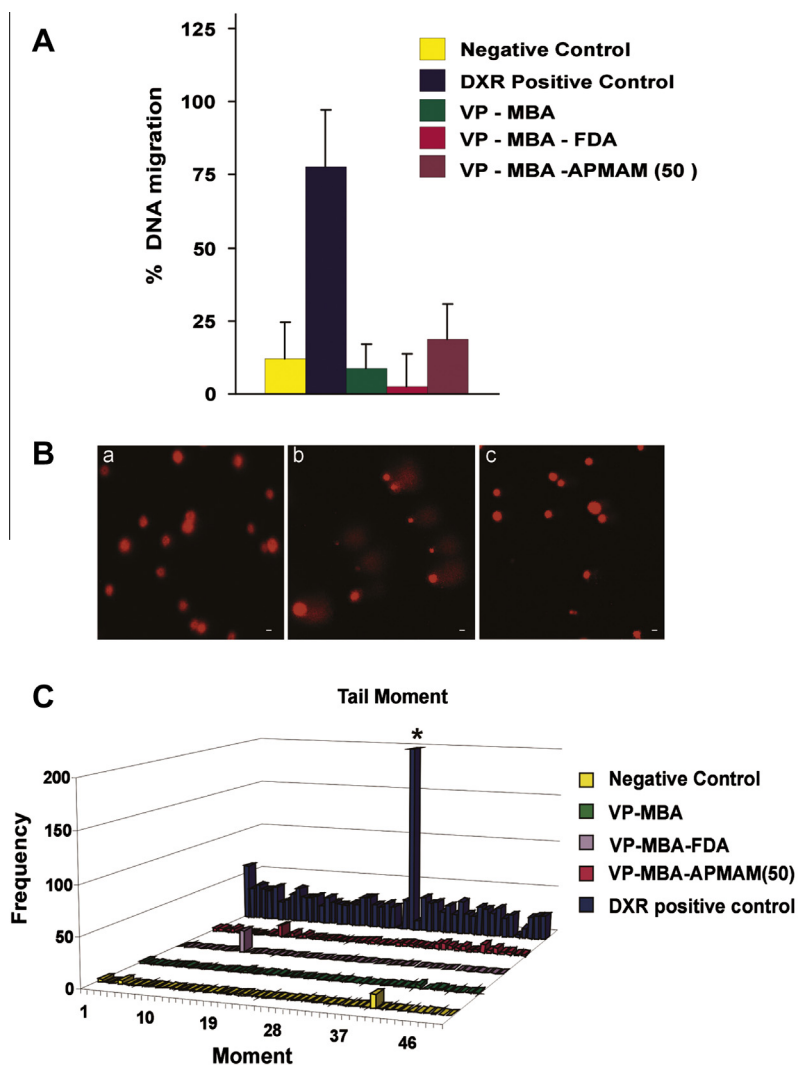 A
125
100
75
50
25
0
% DNA migration
Negative Control
DXR Positive Control
VP - MBA
VP - MBA - FDA
VP - MBA -APMAM (50 )
B
a
b
c
C
Tail Moment
*
200
150
100
50
0
Frequency
1
10
19
28
37
46
Moment
Negative Control
VP-MBA
VP-MBA-FDA
VP-MBA-APMAM(50)
DXR positive control